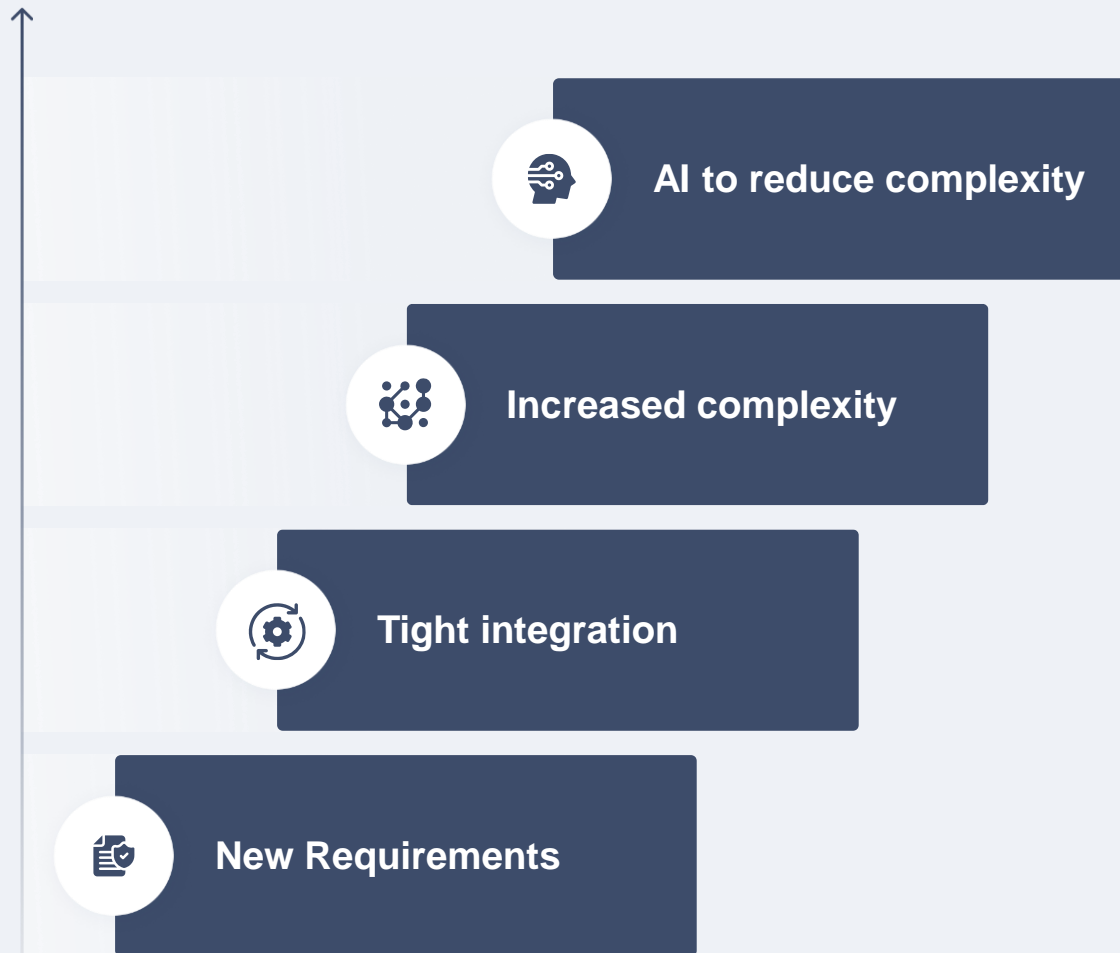 AI to reduce complexity
Increased complexity
Tight integration
New Requirements